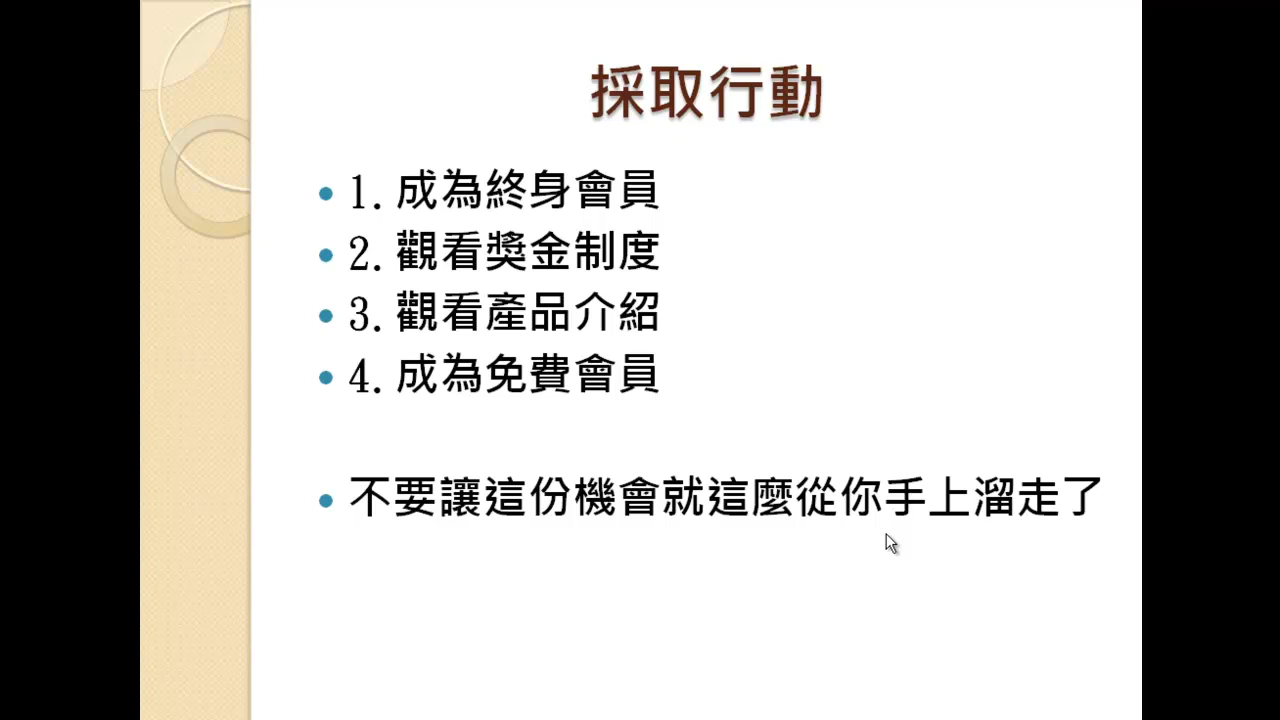 採取行動
1. 成為終身會員
2. 觀看獎金制度
3. 觀看產品介紹
4. 成為免費會員
不要讓這份機會就這麼從你手上溜走了